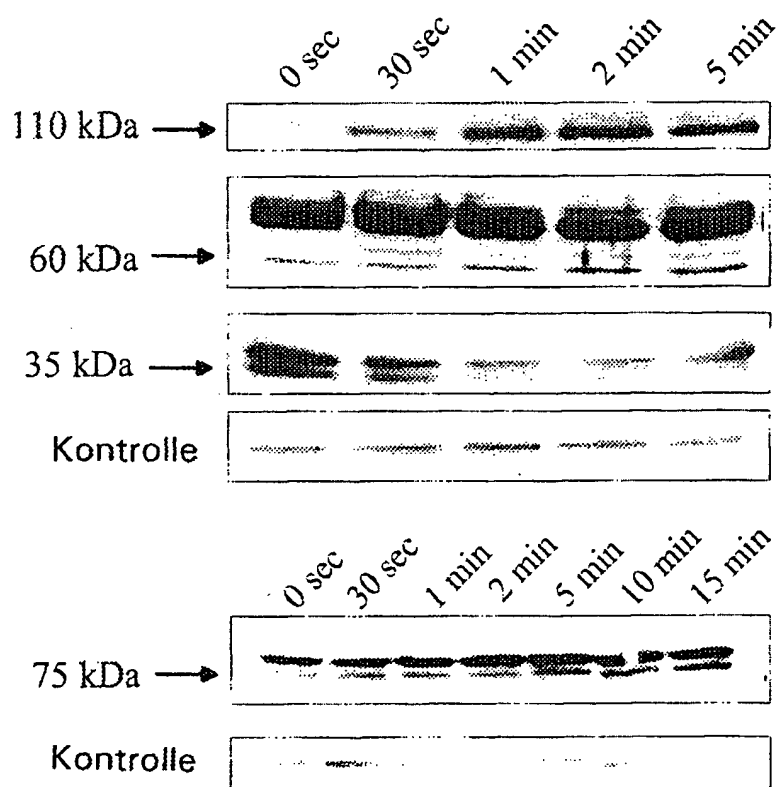 0 sec 30 sec 1 min 2 min 5 min
110 kDa
60 kDa
35 kDa
Kontrolle
0 sec 30 sec 1 min 2 min 5 min 10 min 15 min
75 kDa
Kontrolle